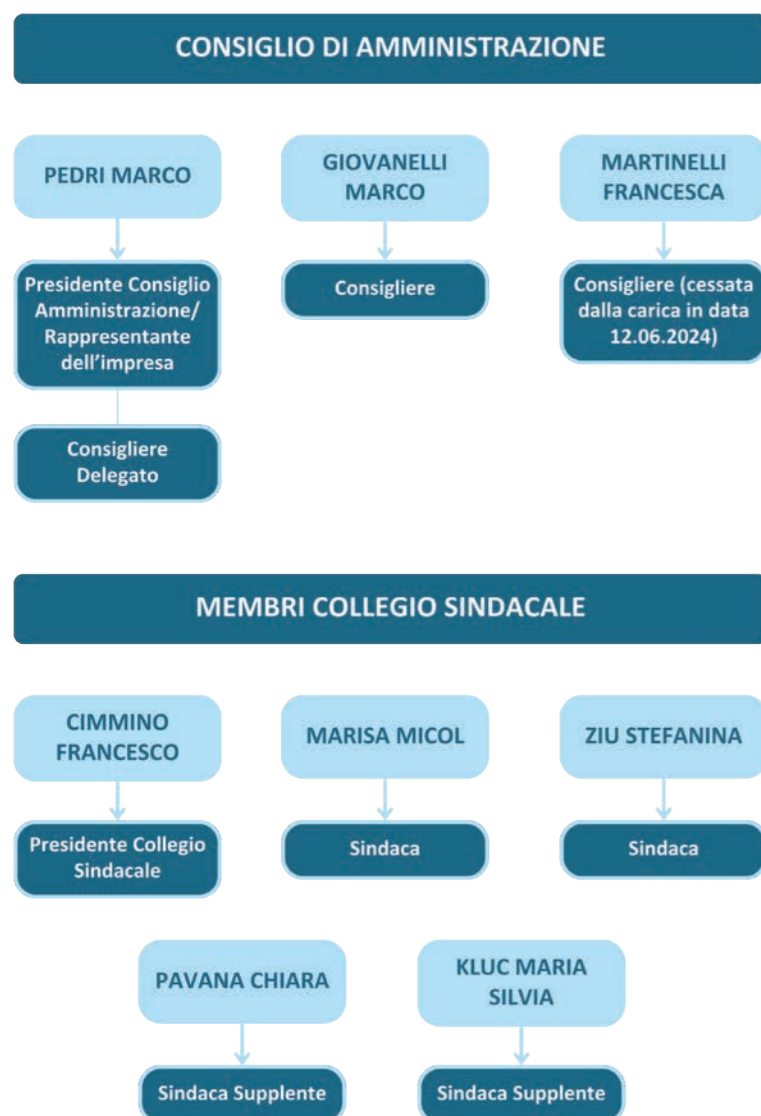 CONSIGLIO DI AMMINISTRAZIONE
PEDRI MARCO
GIOVANELLI
MARCO
MARTINELLI
FRANCESCA
Presidente Consiglio
Amministrazione/
Rappresentante
dell'impresa
Consigliere
Consigliere (cessata
dalla carica in data
12.06.2024)
Consigliere
Delegato
MEMBRI COLLEGIO SINDACALE
CIMMINO
FRANCESCO
MARISA MICOL
ZIU STEFANINA
Presidente Collegio
Sindacale
Sindaca
Sindaca
PAVANA CHIARA
KLUC MARIA
SILVIA
Sindaca Supplente
Sindaca Supplente